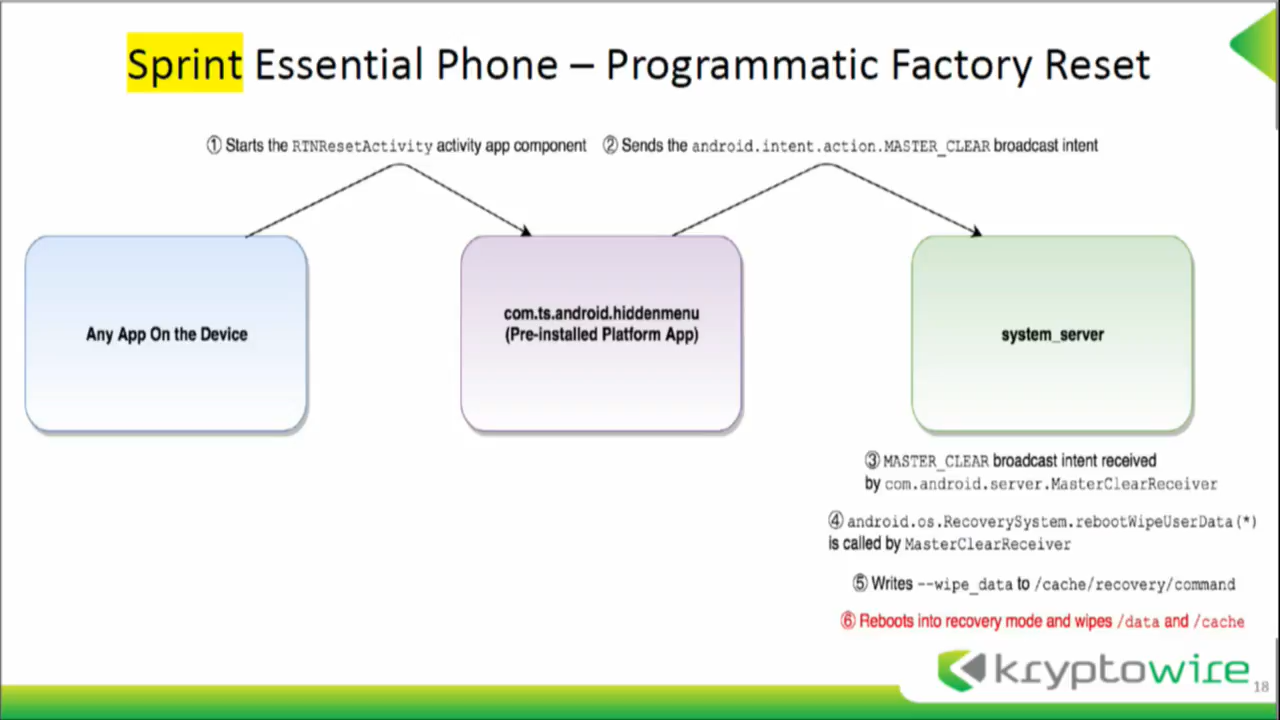 Sprint Essential Phone – Programmatic Factory Reset
① Starts the RTNResetActivity activity app component
② Sends the android.intent.action.MASTER_CLEAR broadcast intent
Any App On the Device
com.ts.android.hiddenmenu
(Pre-installed Platform App)
system_server
③ MASTER_CLEAR broadcast intent received
by com.android.server.MasterClearReceiver
④ android.os.RecoverySystem.rebootWipeUserData(*)
is called by MasterClearReceiver
⑤ Writes --wipe_data to /cache/recovery/command
⑥ Reboots into recovery mode and wipes /data and /cache
kryptowire
18